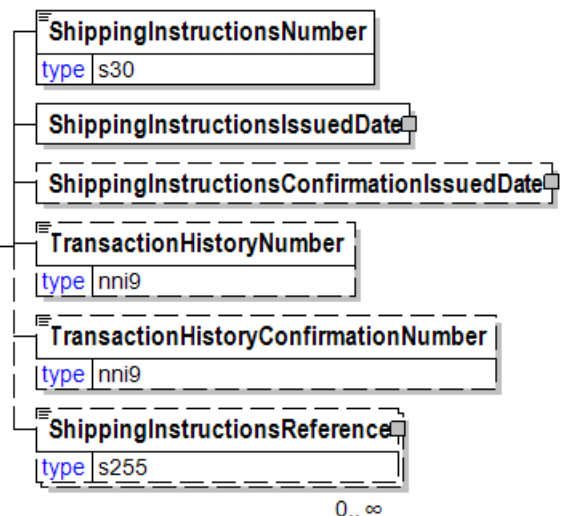 ShippingInstructionsNumber
type s30
ShippingInstructionsIssuedDate
ShippingInstructionsConfirmationIssuedDate
TransactionHistoryNumber
type nni9
TransactionHistoryConfirmationNumber
type nni9
ShippingInstructionsReference
type s255
0..∞